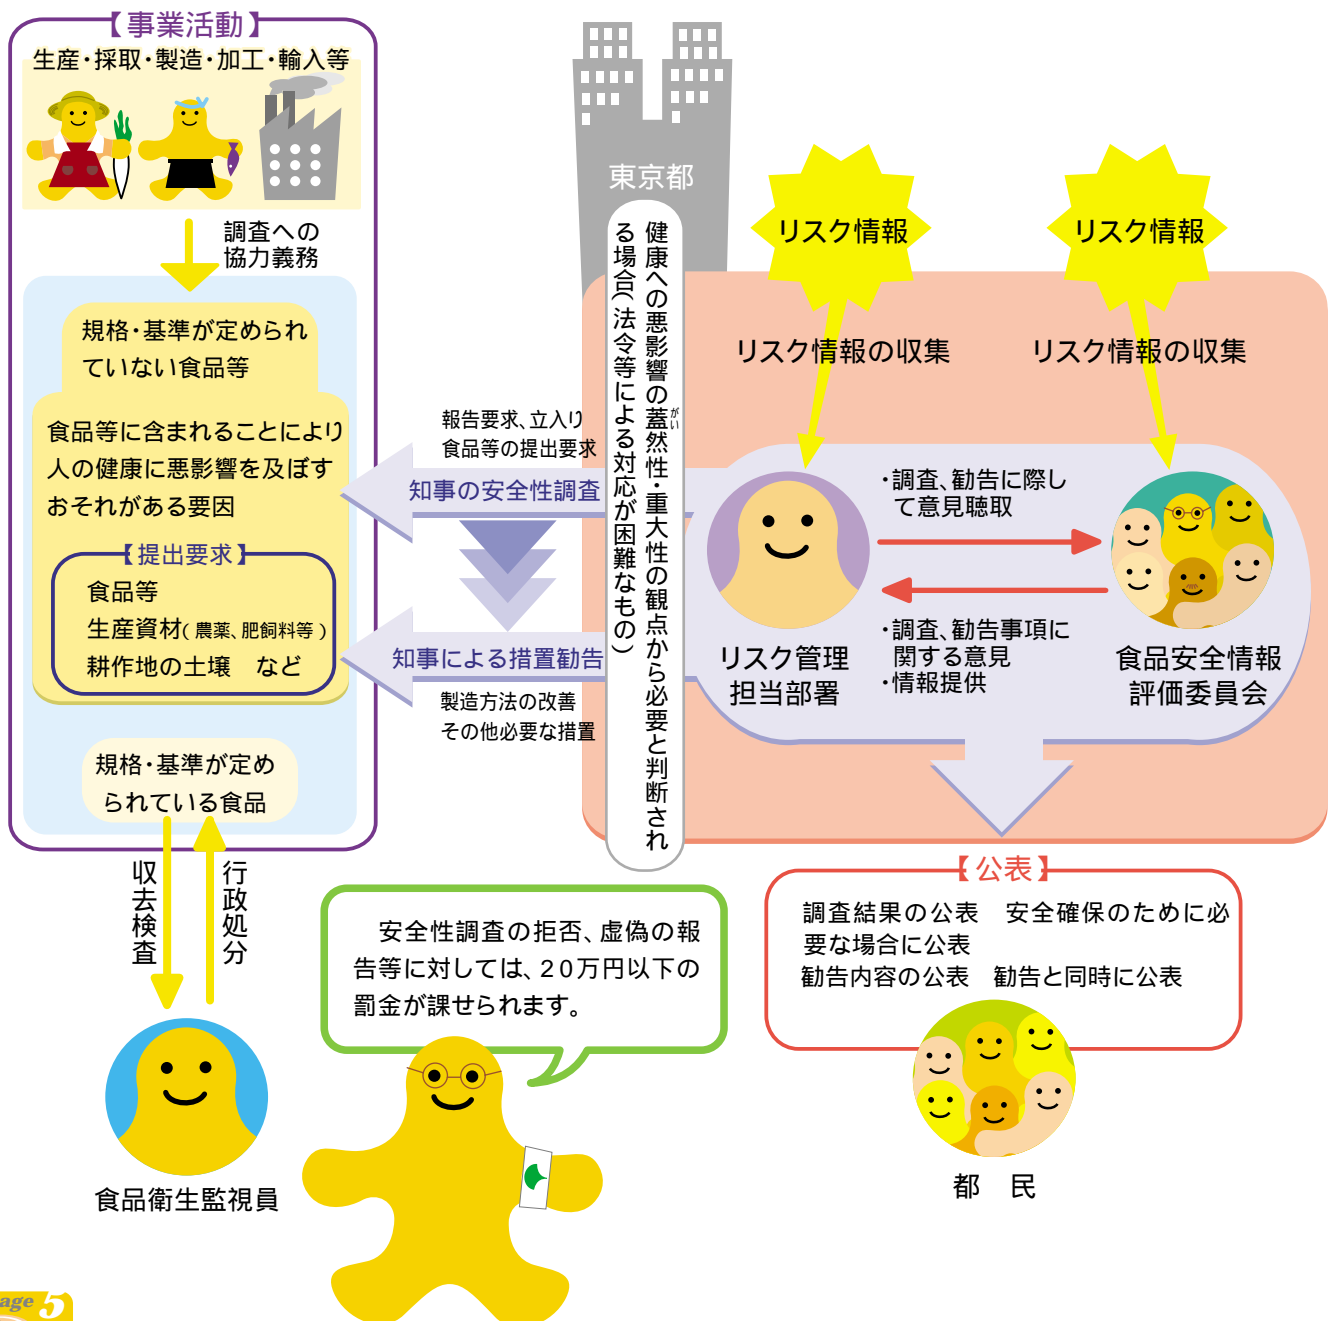 【事業活動】
生産・採取・製造・加工・輸入等
調査への
協力義務
規格・基準が定められ
ていない食品等
食品等に含まれることにより
人の健康に悪影響を及ぼす
おそれがある要因
【提出要求】
食品等
生産資材(農薬、肥飼料等)
耕作地の土壌　など
規格・基準が定め
られている食品
収去検査
行政処分
食品衛生監視員
報告要求、立入り
食品等の提出要求
知事の安全性調査
知事による措置勧告
製造方法の改善
その他必要な措置
東京都
健康への悪影響の蓋然性・重大性の観点から必要と判断され
がい
る場合(法令等による対応が困難なもの)
リスク情報
リスク情報の収集
リスク情報
リスク情報の収集
・調査、勧告に際し
て意見聴取
・調査、勧告事項に
関する意見
・情報提供
リスク管理
担当部署
食品安全情報
評価委員会
【公表】
調査結果の公表　安全確保のために必
要な場合に公表
勧告内容の公表　勧告と同時に公表
都　民
安全性調査の拒否、虚偽の報
告等に対しては、20万円以下の
罰金が課せられます。
age 5